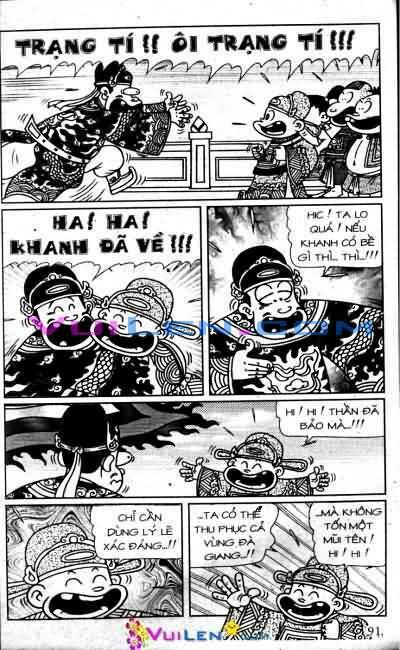 TRẠNG TÍ!! ÔI TRẠNG TÍ!!!
HA! HA!
KHANH ĐÃ VỀ!!!
HIC! TA LO
QUÁ! NẾU
KHANH CÓ BỀ
GÌ THÌ... THÌ...!!!
VUILEN.COM
HI! HI! THẦN ĐÃ
BẢO MÀ...!!!
CHỈ CẦN
DÙNG LÝ LẼ
XÁC ĐÁNG...!!
...TA CÓ THỂ
THU PHỤC CẢ
VÙNG ĐÀ
GIANG...!!
...MÀ KHÔNG
TỐN MỘT
MŨI TÊN!
HI! HI!
91
VUILEN.com